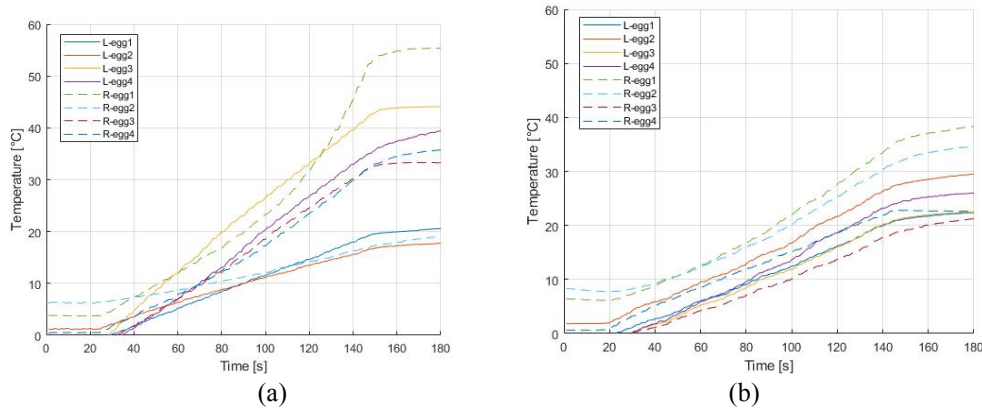 60
50
40
30
20
10
0
Temperature [°C]
L-egg1
L-egg2
L-egg3
L-egg4
R-egg1
R-egg2
R-egg3
R-egg4
0 20 40 60 80 100 120 140 160 180
Time [s]
(a)
60
50
40
30
20
10
0
Temperature [°C]
L-egg1
L-egg2
L-egg3
L-egg4
R-egg1
R-egg2
R-egg3
R-egg4
0 20 40 60 80 100 120 140 160 180
Time [s]
(b)